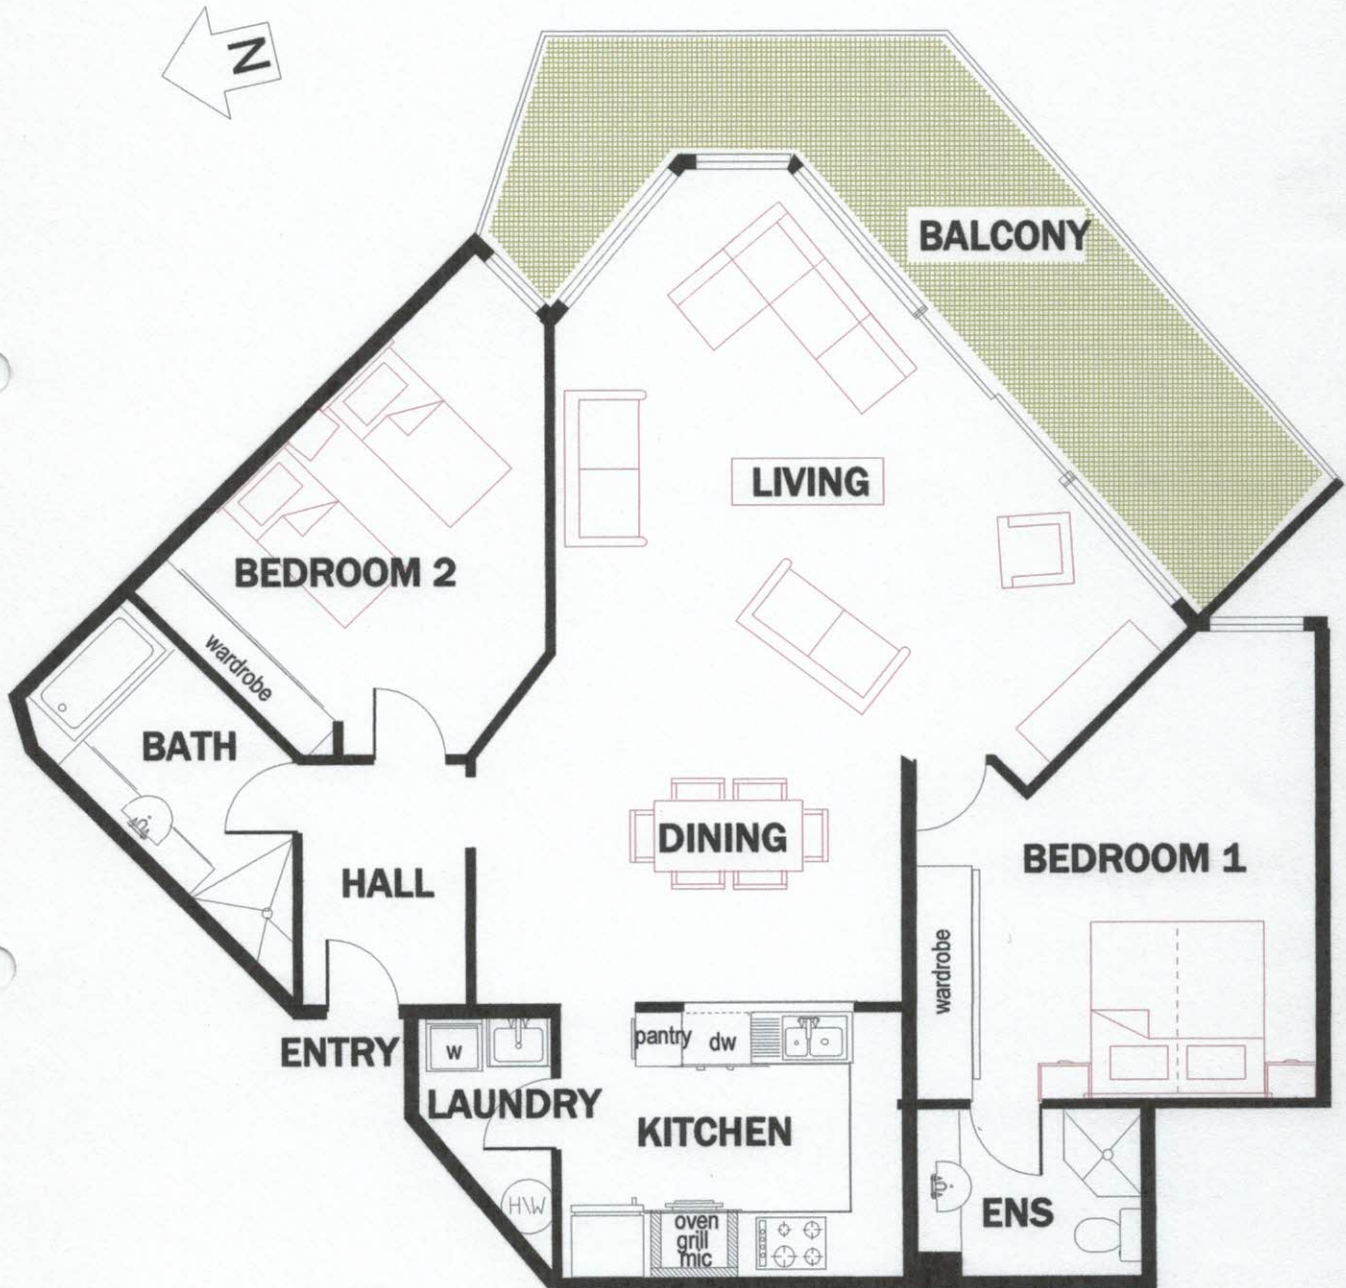 N
BALCONY
LIVING
BEDROOM 2
wardrobe
BATH
DINING
BEDROOM 1
HALL
wardrobe
ENTRY
pantry
dw
w
LAUNDRY
KITCHEN
H\W
ENS
oven
grill
mic